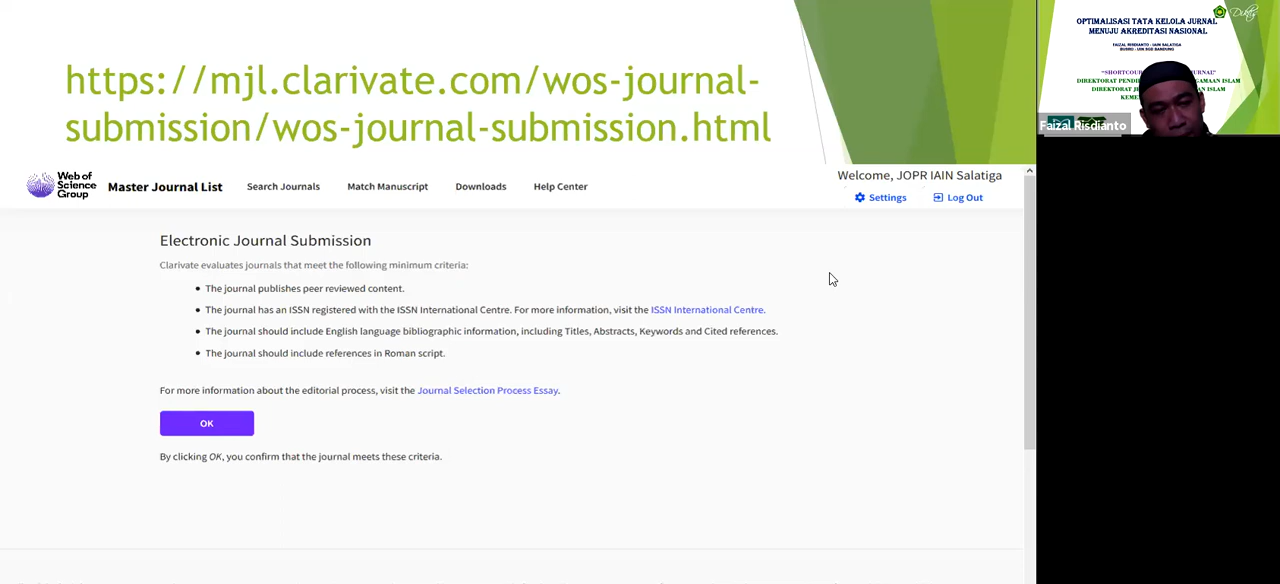 https://mjl.clarivate.com/wos-journal-
submission/wos-journal-submission.html
Web of
Science
Group
Master Journal List
Search Journals
Match Manuscript
Downloads
Help Center
Welcome, JOPR IAIN Salatiga
Settings
Log Out
Electronic Journal Submission
Clarivate evaluates journals that meet the following minimum criteria:
• The journal publishes peer reviewed content.
• The journal has an ISSN registered with the ISSN International Centre. For more information, visit the ISSN International Centre.
• The journal should include English language bibliographic information, including Titles, Abstracts, Keywords and Cited references.
• The journal should include references in Roman script.
For more information about the editorial process, visit the Journal Selection Process Essay.
OK
By clicking OK, you confirm that the journal meets these criteria.
OPTIMALISASI TATA KELOLA JURNAL
MENUJU AKREDITASI NASIONAL
FAIZAL RISDIANTO - IAIN SALATIGA
Faizal Risdianto